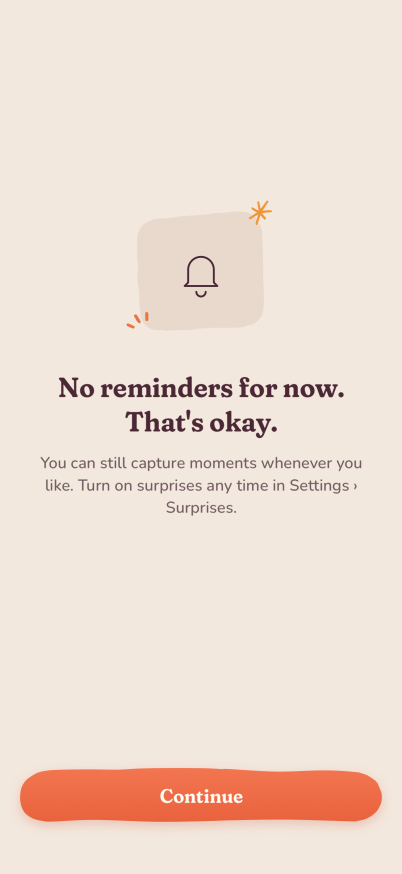 No reminders for now.
That's okay.
You can still capture moments whenever you
like. Turn on surprises any time in Settings ›
Surprises.
Continue